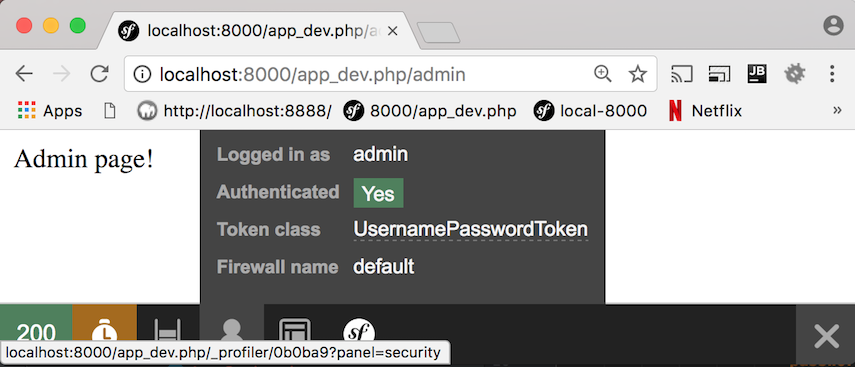 localhost:8000/app_dev.php/a
localhost:8000/app_dev.php/admin
JB
Apps http://localhost:8888/ 8000/app_dev.php local-8000 Netflix »
Admin page!
Logged in as admin
Authenticated Yes
Token class UsernamePasswordToken
Firewall name default
200
localhost:8000/app_dev.php/_profiler/0b0ba9?panel=security